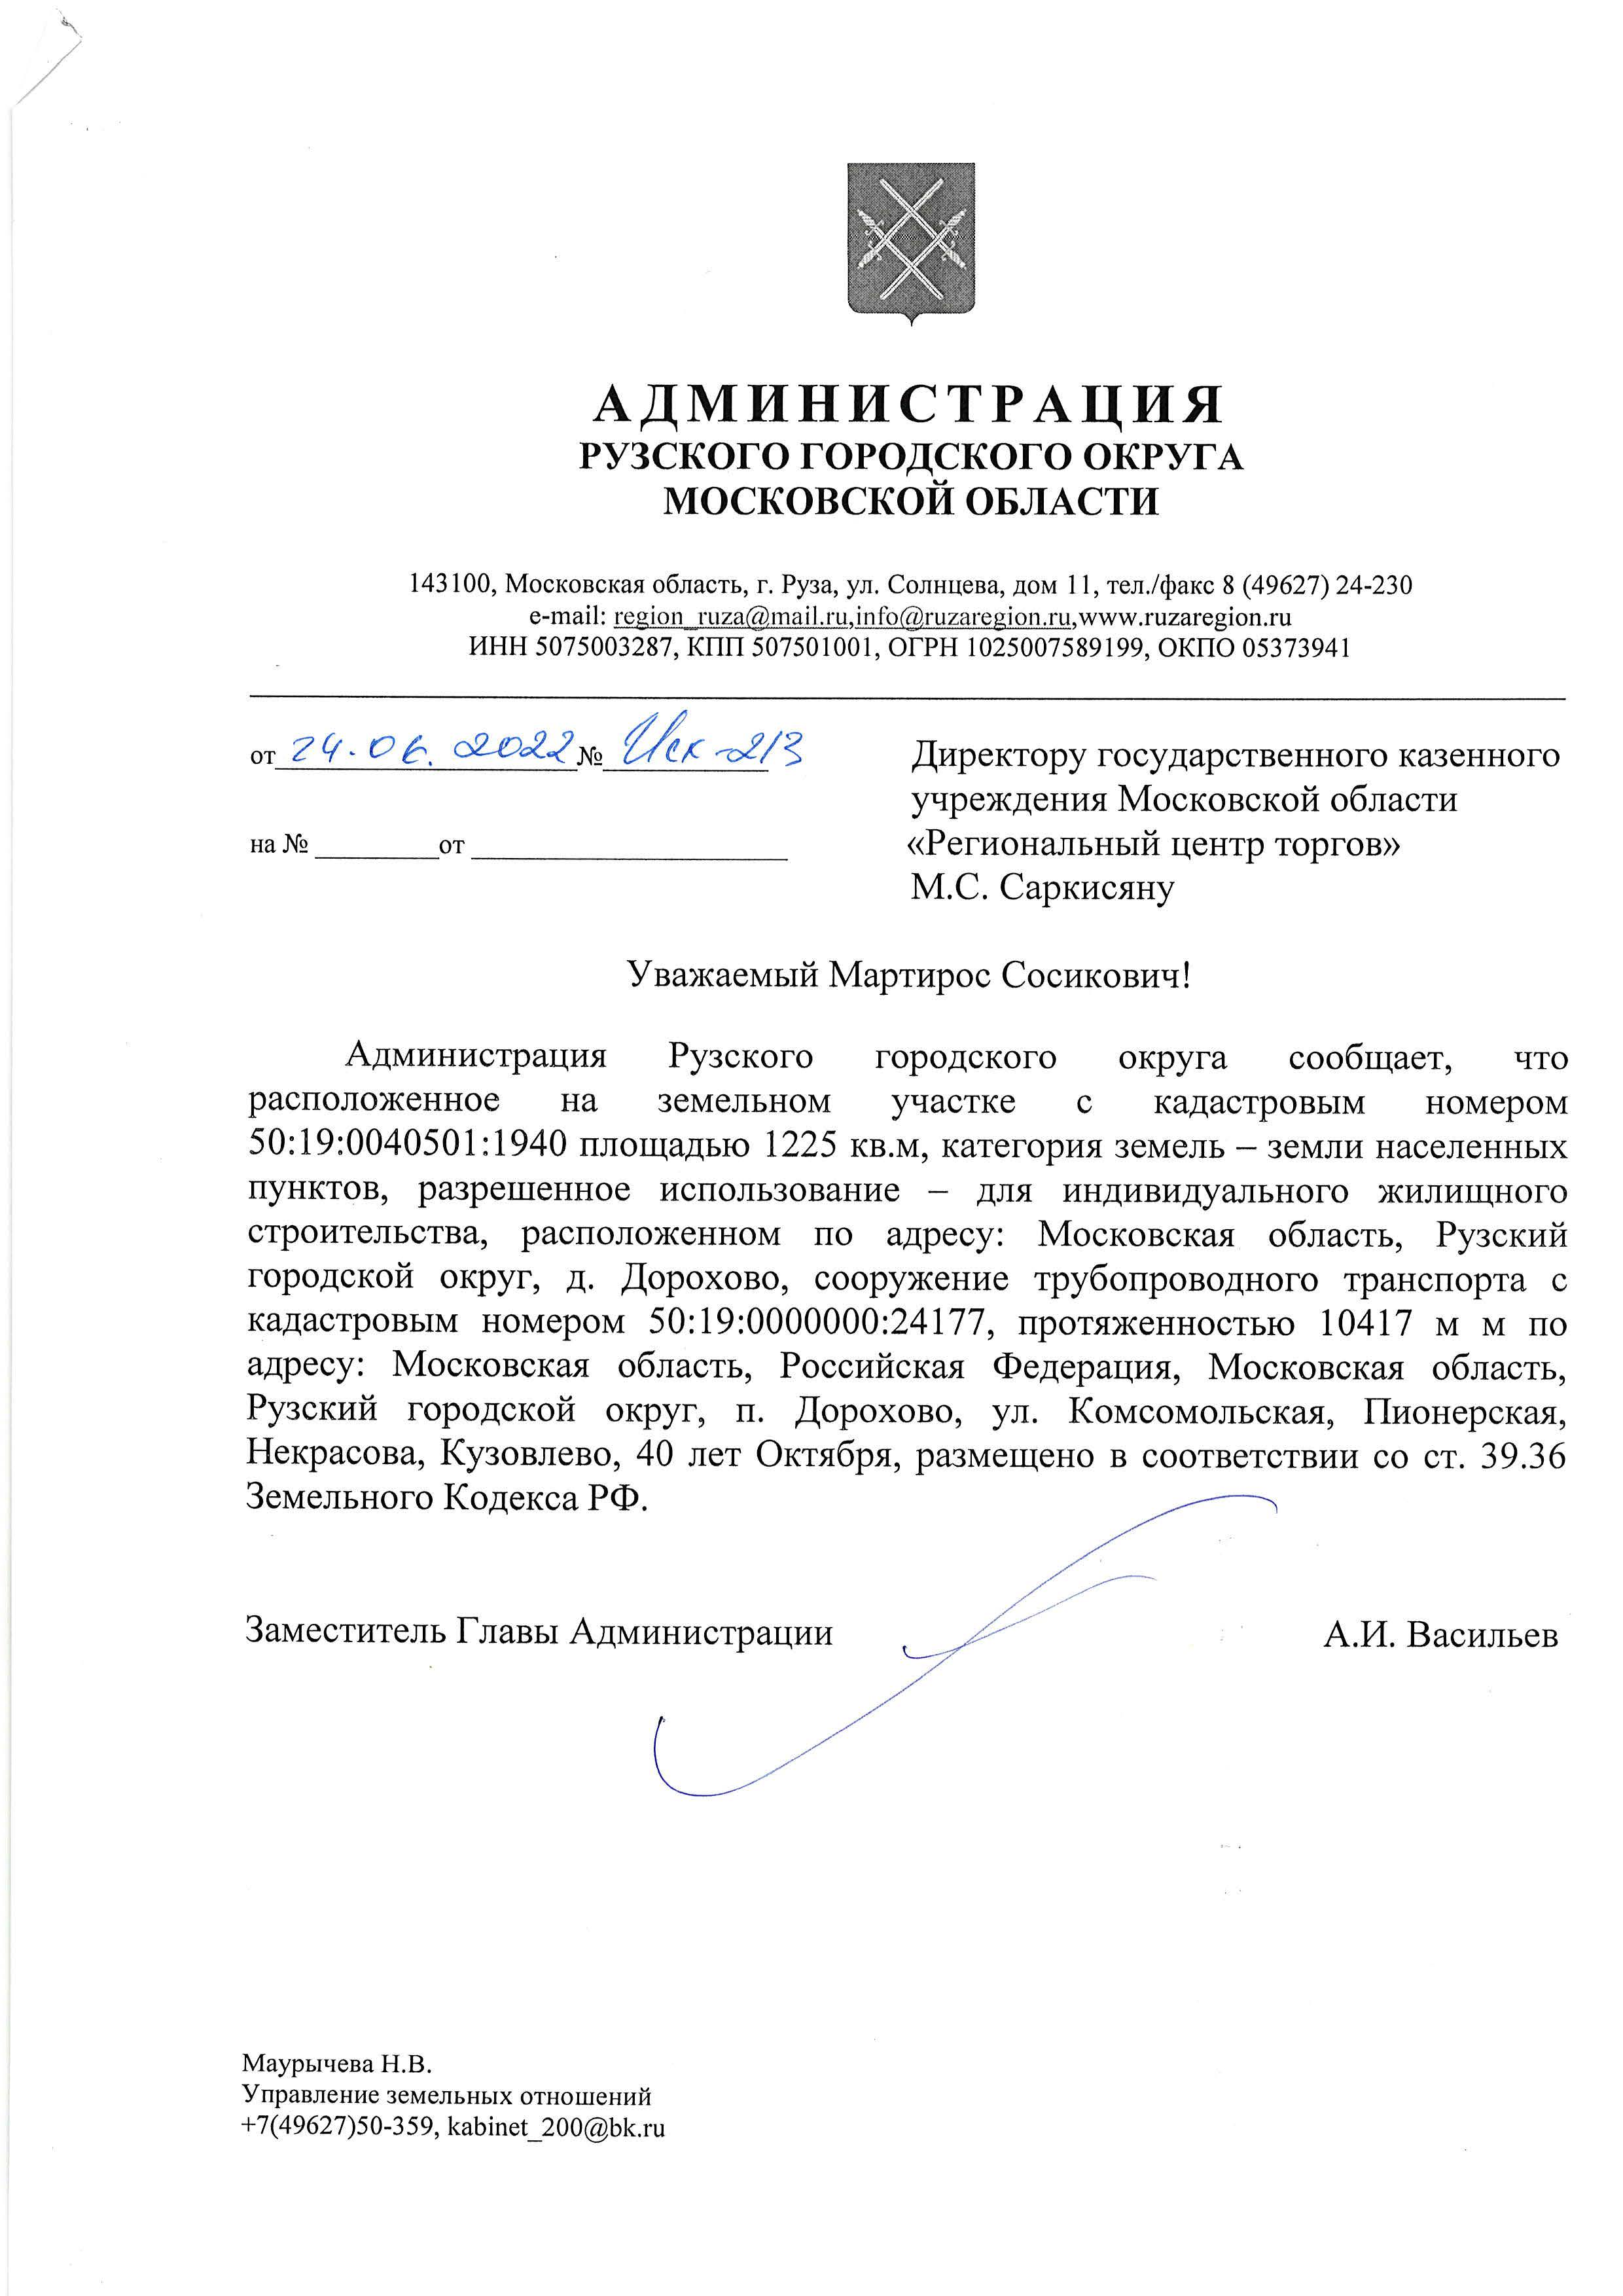 АДМИНИСТРАЦИЯ
РУЗСКОГО ГОРОДСКОГО ОКРУГА
МОСКОВСКОЙ ОБЛАСТИ
143100, Московская область, г. Руза, ул. Солнцева, дом 11, тел./факс 8 (49627) 24-230
e-mail: region_ruza@mail.ru,info@ruzaregion.ru,www.ruzaregion.ru
ИНН 5075003287, КПП 507501001, ОГРН 1025007589199, ОКПО 05373941
от 24.06.2022 № Исх-213
на № ________ от ____________
Директору государственного казенного
учреждения Московской области
«Региональный центр торгов»
М.С. Саркисяну
Уважаемый Мартирос Сосикович!
Администрация Рузского городского округа сообщает, что
расположенное на земельном участке с кадастровым номером
50:19:0040501:1940 площадью 1225 кв.м, категория земель – земли населенных
пунктов, разрешенное использование – для индивидуального жилищного
строительства, расположенном по адресу: Московская область, Рузский
городской округ, д. Дорохово, сооружение трубопроводного транспорта с
кадастровым номером 50:19:0000000:24177, протяженностью 10417 м м по
адресу: Московская область, Российская Федерация, Московская область,
Рузский городской округ, п. Дорохово, ул. Комсомольская, Пионерская,
Некрасова, Кузовлево, 40 лет Октября, размещено в соответствии со ст. 39.36
Земельного Кодекса РФ.
Заместитель Главы Администрации А.И. Васильев
Маурычева Н.В.
Управление земельных отношений
+7(49627)50-359, kabinet_200@bk.ru